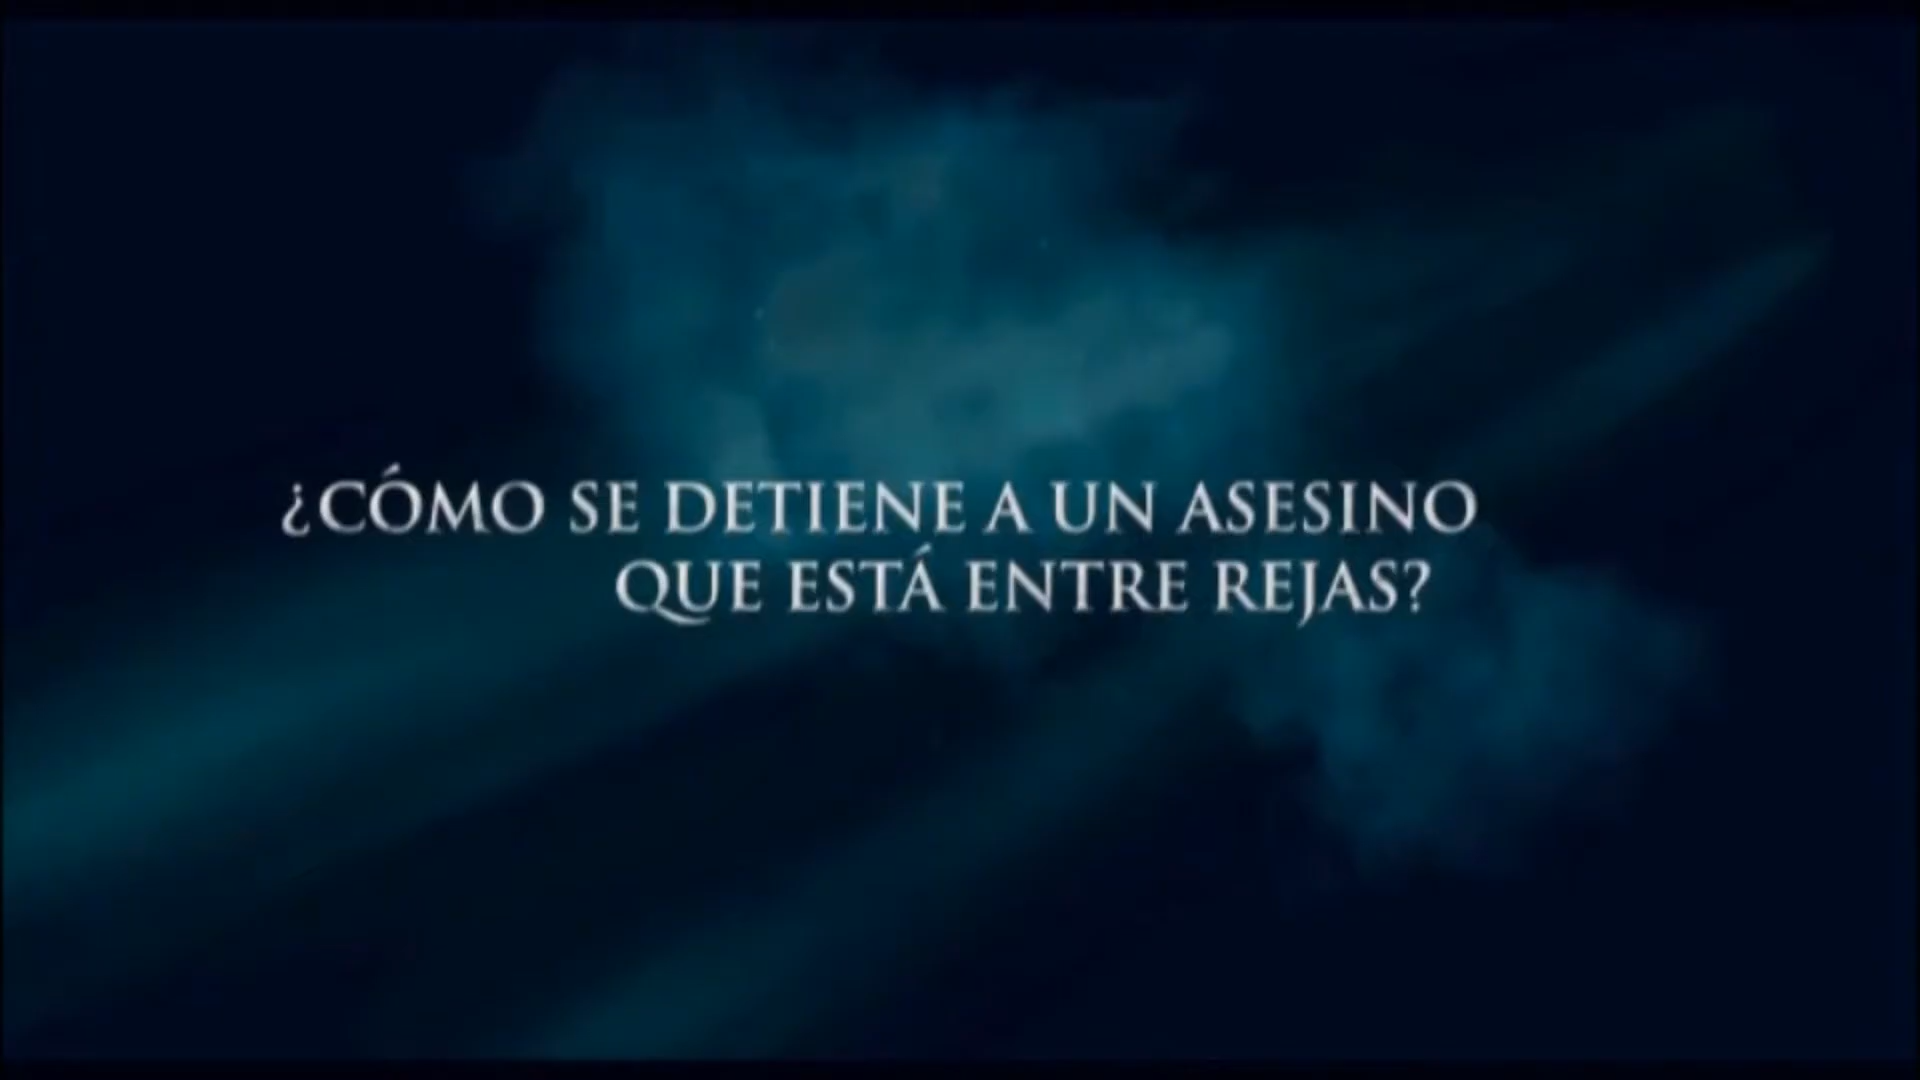 ¿CÓMO SE DETIENE A UN ASESINO
QUE ESTÁ ENTRE REJAS?